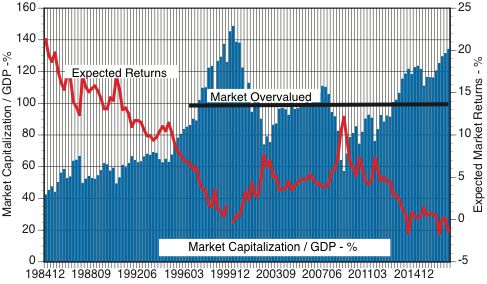 160
140
120
100
80
60
40
20
0
Market Capitalization / GDP -%
25
20
15
10
5
0
-5
Expected Market Returns - %
Expected Returns
Market Overvalued
Market Capitalization / GDP - %
198412 198809 199206 199603 199912 200309 200706 201103 201412